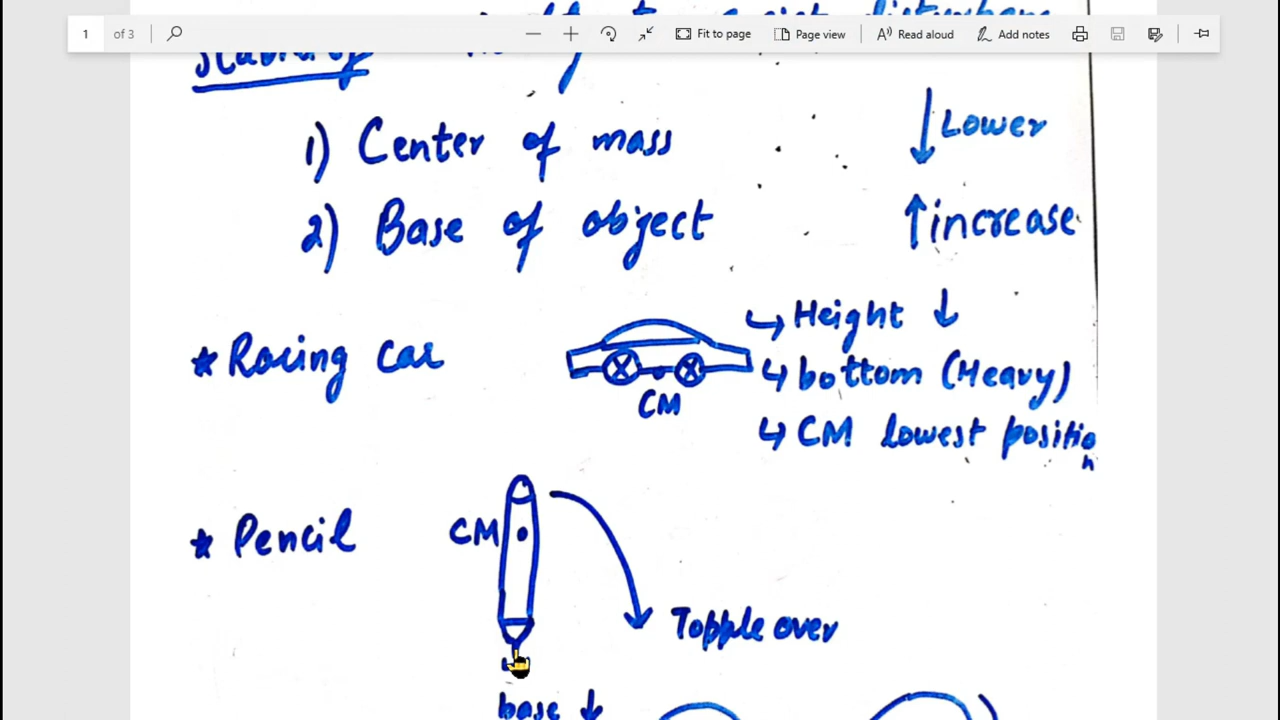 1 of 3 Fit to page Page view Read aloud Add notes
1) Center of mass ↓ Lower
2) Base of object ↑ increase
* Racing car ↳ Height ↓
↳ bottom (Heavy)
CM
↳ CM lowest position
* Pencil CM
Topple over
base ↓